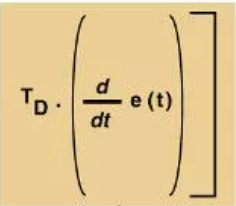 T_D · ( d/dt e (t) ) ]